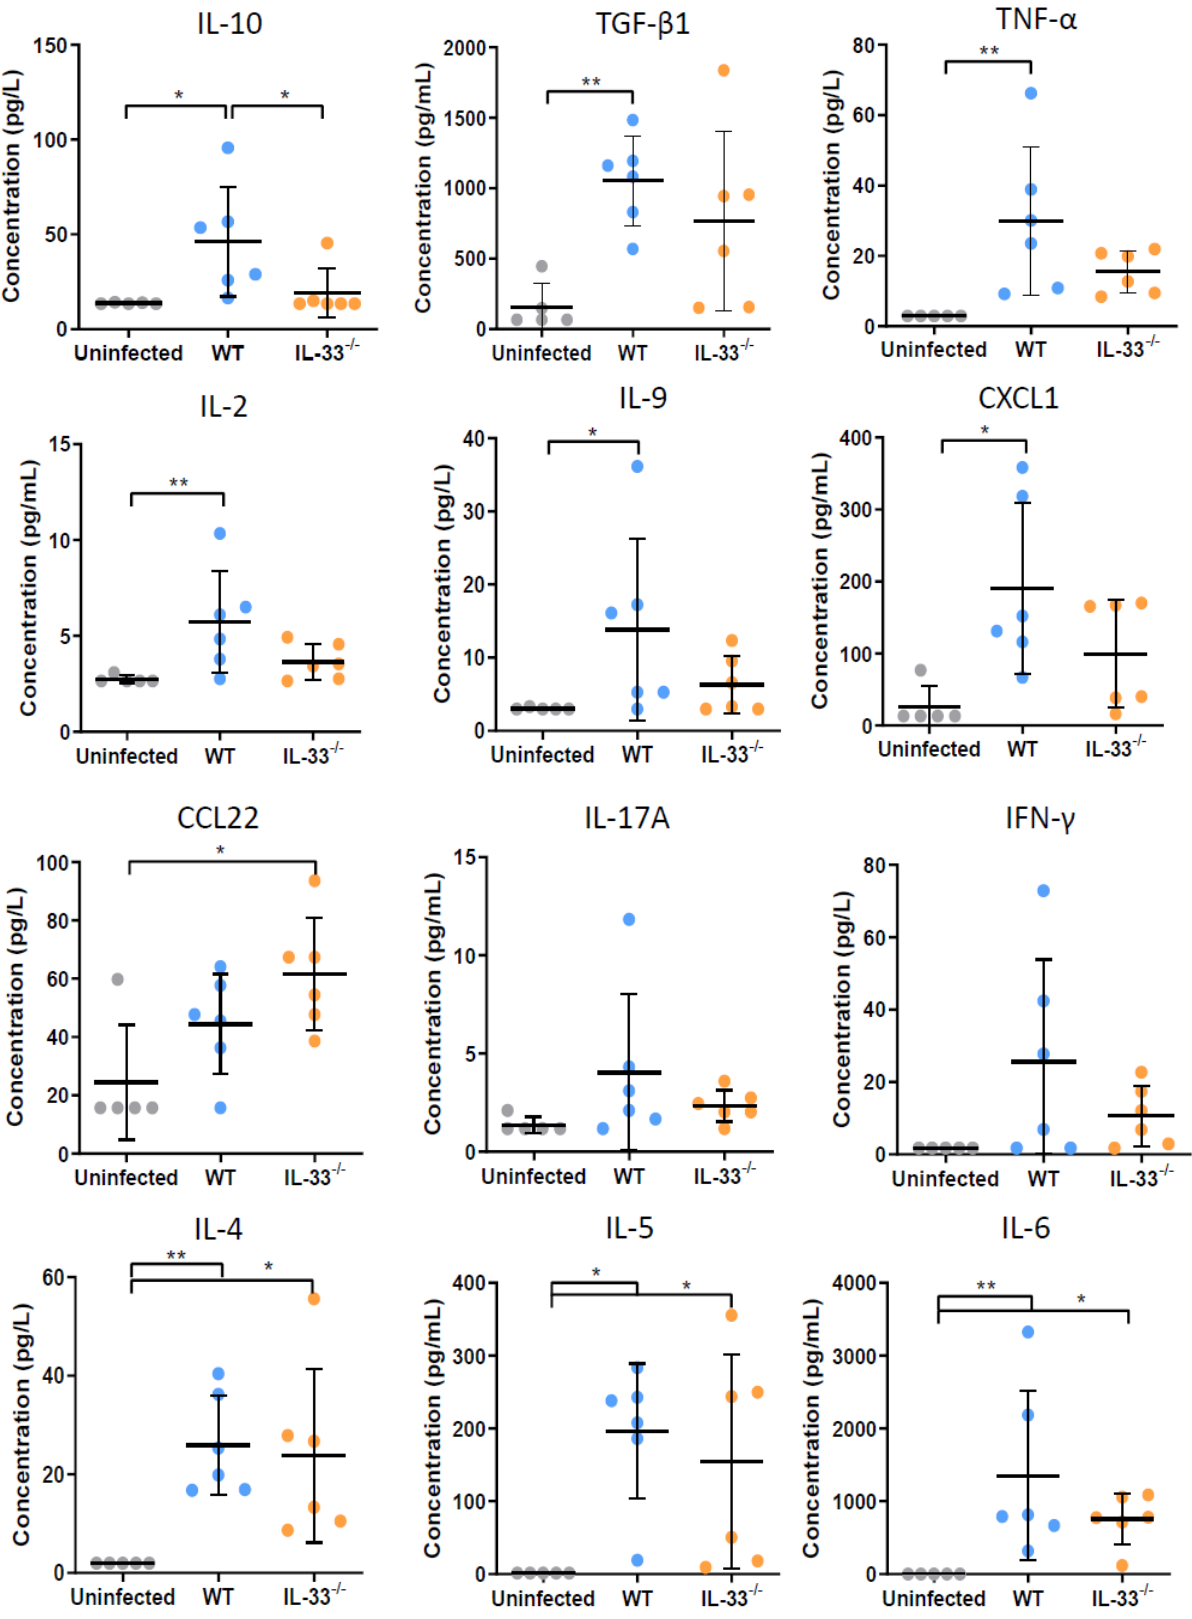 IL-10
Concentration (pg/L)
150
100
50
0
* *
Uninfected WT IL-33-/-
TGF-β1
Concentration (pg/mL)
2000
1500
1000
500
0
**
Uninfected WT IL-33-/-
TNF-α
Concentration (pg/L)
80
60
40
20
0
**
Uninfected WT IL-33-/-
IL-2
Concentration (pg/mL)
15
10
5
0
**
Uninfected WT IL-33-/-
IL-9
Concentration (pg/L)
40
30
20
10
0
*
Uninfected WT IL-33-/-
CXCL1
Concentration (pg/mL)
400
300
200
100
0
*
Uninfected WT IL-33-/-
CCL22
Concentration (pg/L)
100
80
60
40
20
0
*
Uninfected WT IL-33-/-
IL-17A
Concentration (pg/mL)
15
10
5
0
Uninfected WT IL-33-/-
IFN-γ
Concentration (pg/L)
80
60
40
20
0
Uninfected WT IL-33-/-
IL-4
Concentration (pg/L)
60
40
20
0
** *
Uninfected WT IL-33-/-
IL-5
Concentration (pg/mL)
400
300
200
100
0
* *
Uninfected WT IL-33-/-
IL-6
Concentration (pg/mL)
4000
3000
2000
1000
0
** *
Uninfected WT IL-33-/-